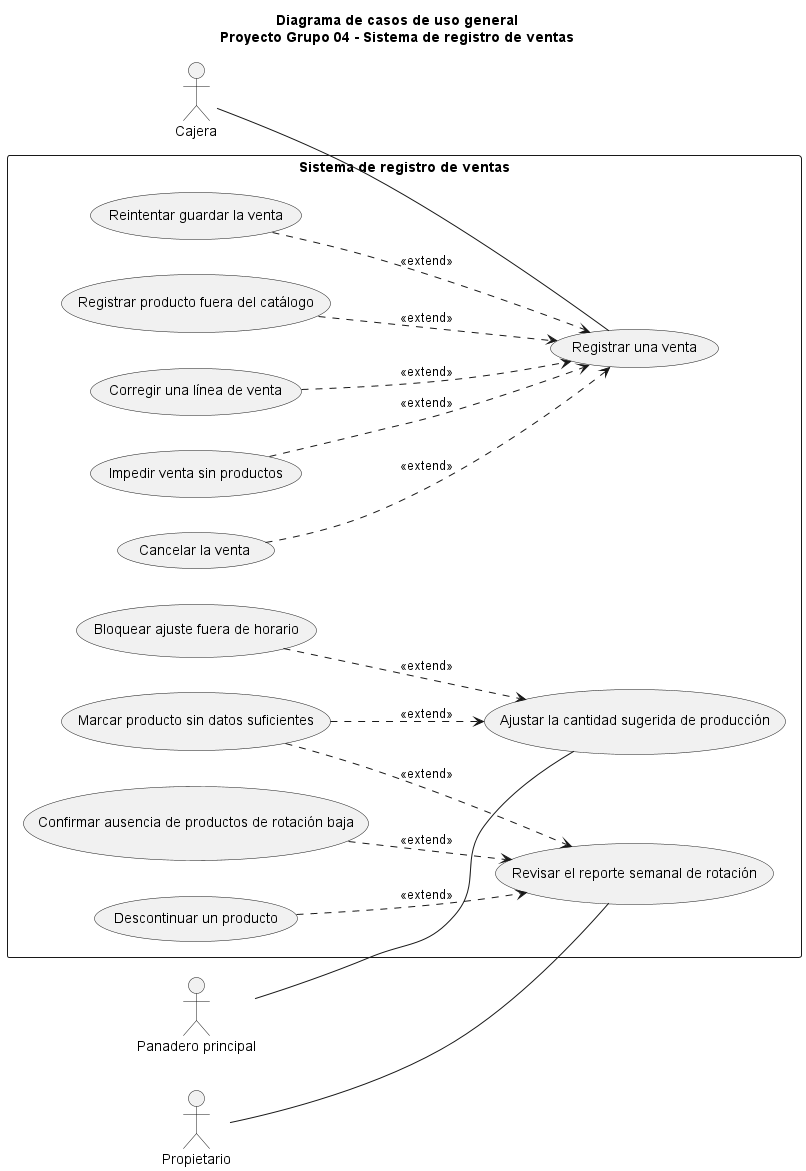 Diagrama de casos de uso general
Proyecto Grupo 04 - Sistema de registro de ventas
Cajera
Sistema de registro de ventas
Reintentar guardar la venta
«extend»
Registrar producto fuera del catálogo
«extend»
Registrar una venta
Corregir una línea de venta
«extend»
«extend»
Impedir venta sin productos
«extend»
Cancelar la venta
Bloquear ajuste fuera de horario
«extend»
Marcar producto sin datos suficientes
«extend»
Ajustar la cantidad sugerida de producción
«extend»
Confirmar ausencia de productos de rotación baja
«extend»
Revisar el reporte semanal de rotación
«extend»
Descontinuar un producto
Panadero principal
Propietario